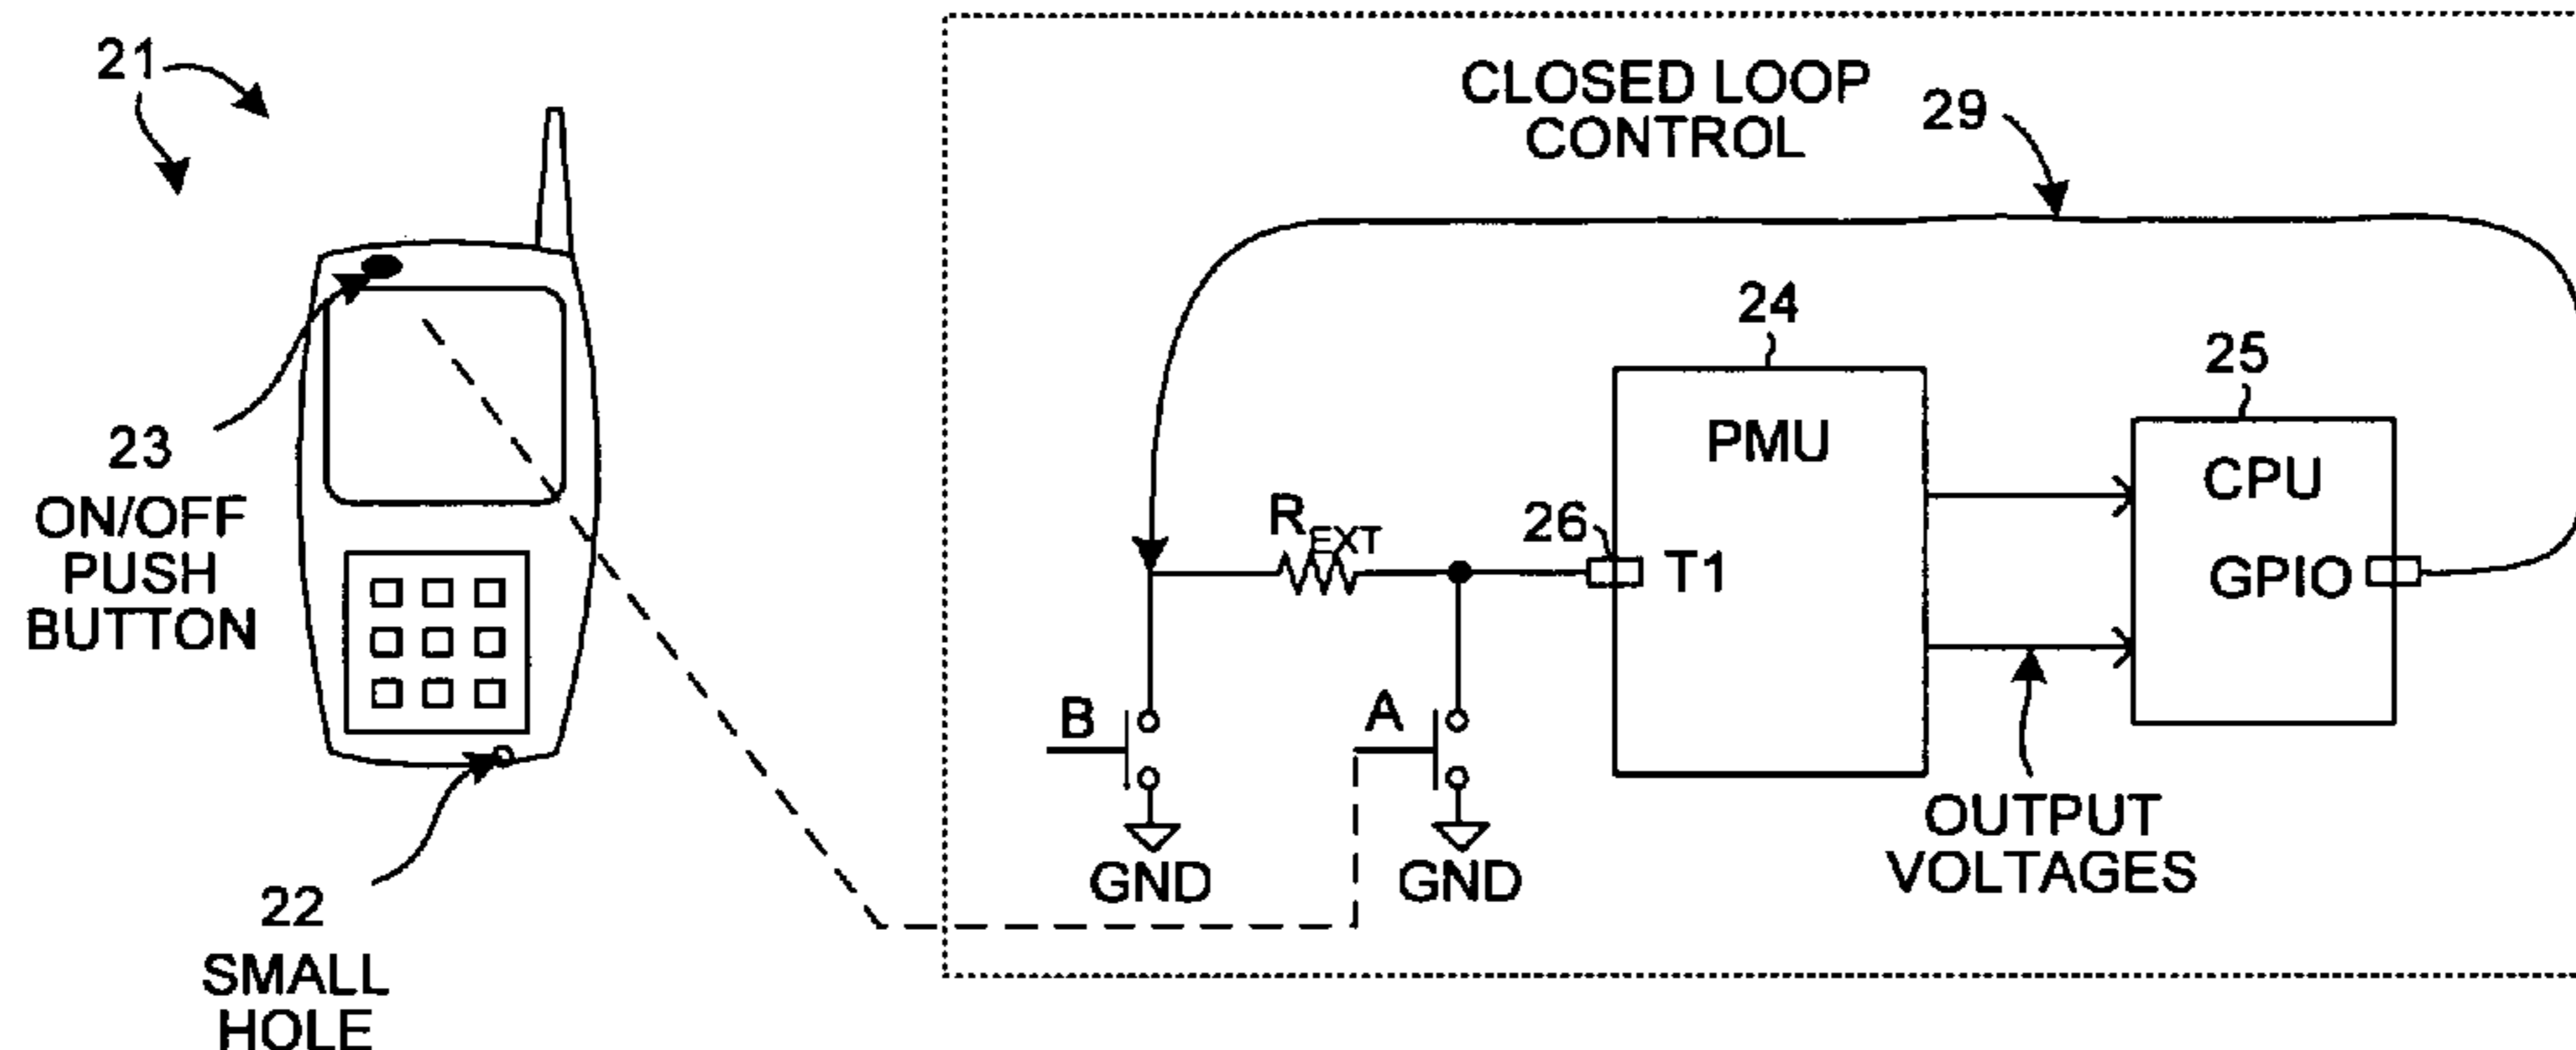 21
CLOSED LOOP
CONTROL
29
24
25
23
ON/OFF
PUSH
BUTTON
PMU
CPU
R_EXT
26
T1
GPIO
B
A
GND
GND
OUTPUT
VOLTAGES
22
SMALL
HOLE